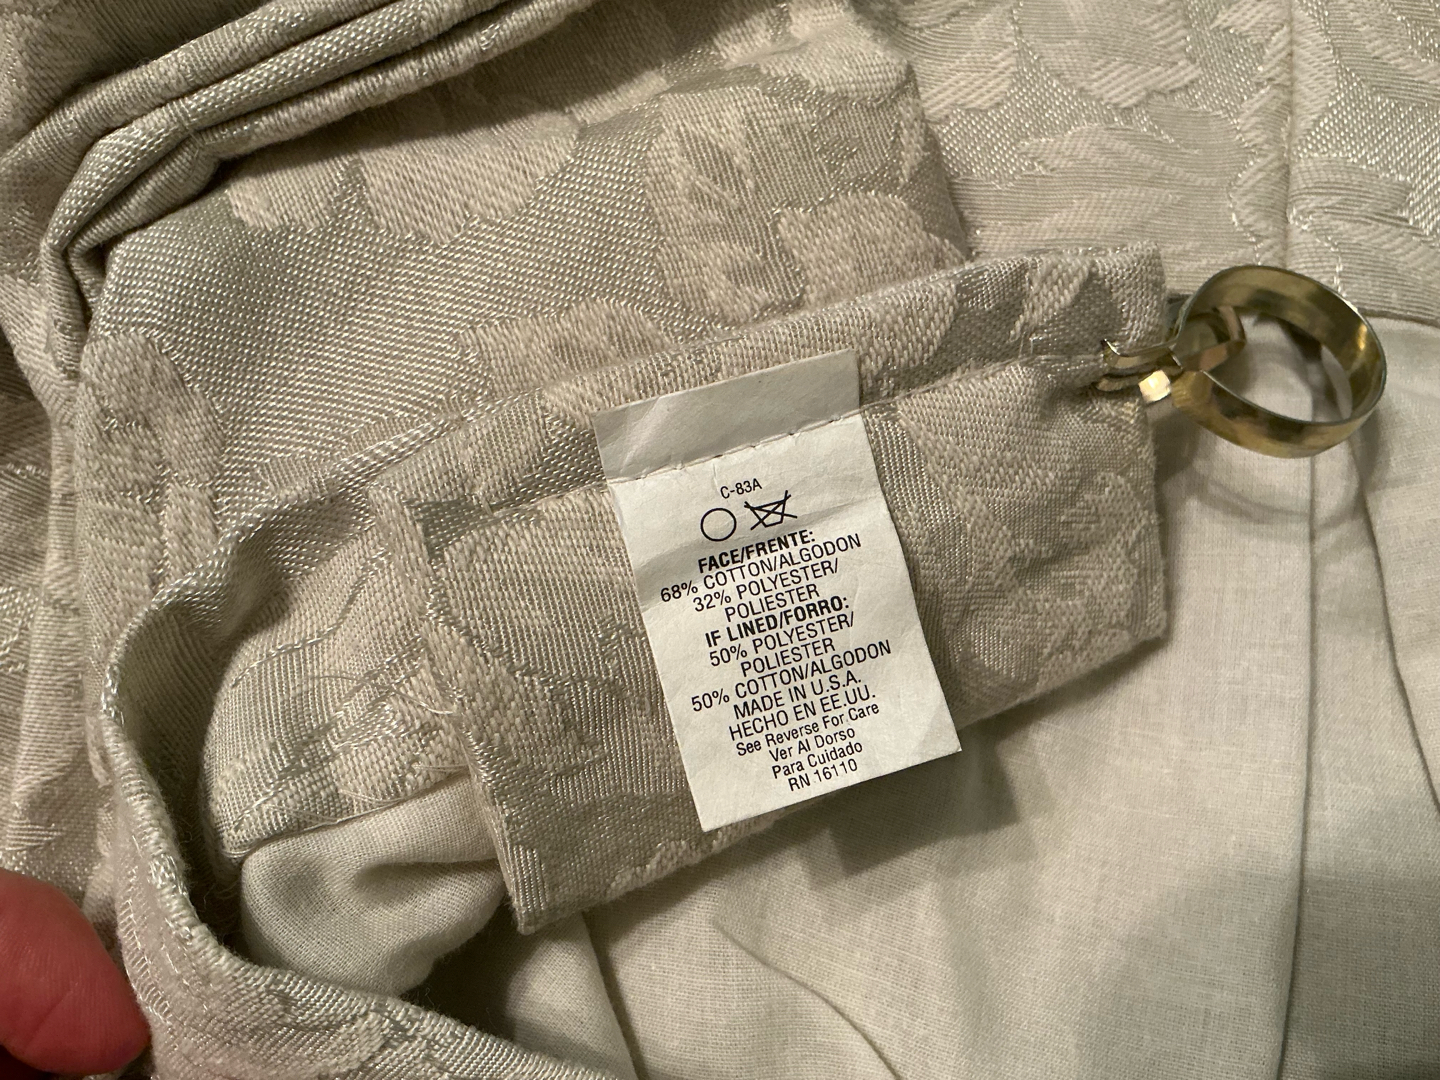 C-83A
FACE/FRENTE:
68% COTTON/ALGODON
32% POLYESTER/
POLIESTER
IF LINED/FORRO:
50% POLYESTER/
POLIESTER
50% COTTON/ALGODON
MADE IN U.S.A.
HECHO EN EE.UU.
See Reverse For Care
Ver Al Dorso
Para Cuidado
RN 16110